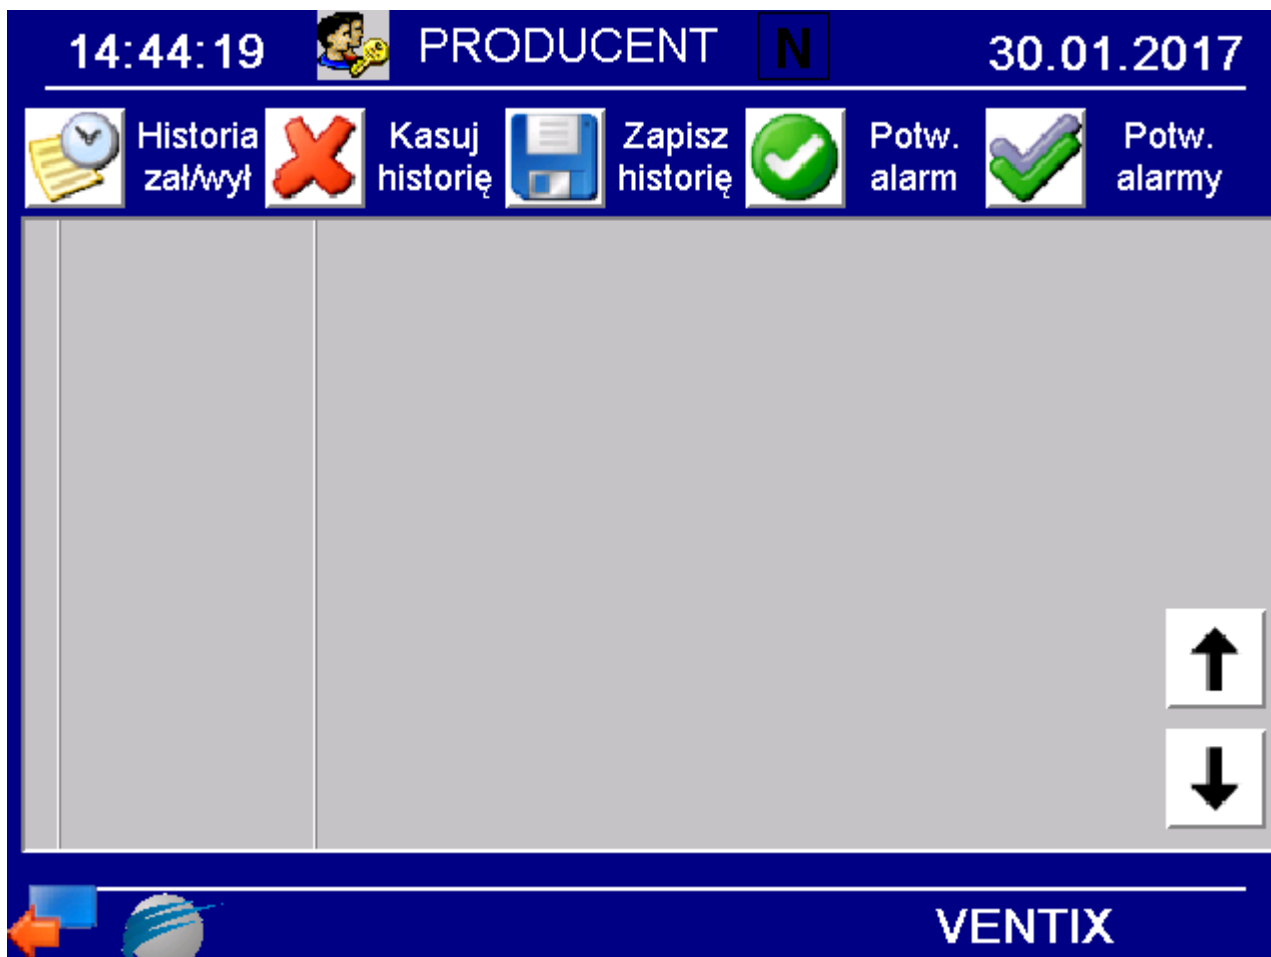 14:44:19 PRODUCENT N 30.01.2017
Historia zał/wył
Kasuj historię
Zapisz historię
Potw. alarm
Potw. alarmy
VENTIX